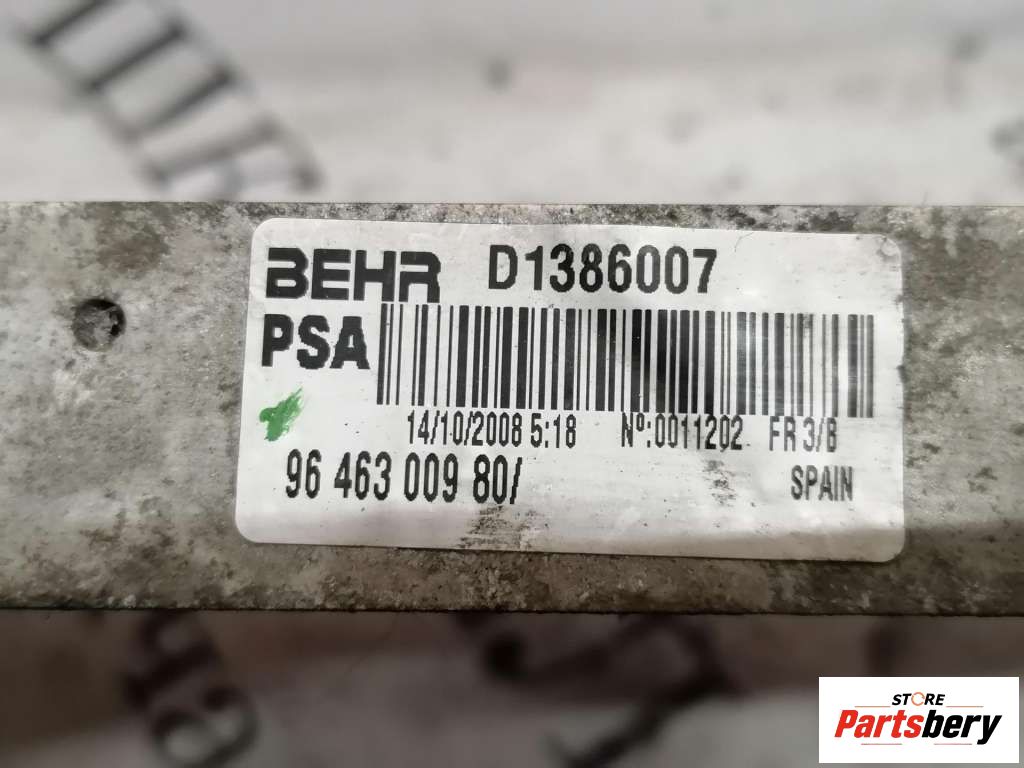 BEHR D1386007
PSA
14/10/2008 5:18 Nº:0011202 FR 3/B
96 463 009 80/ SPAIN
STORE
Partsbery